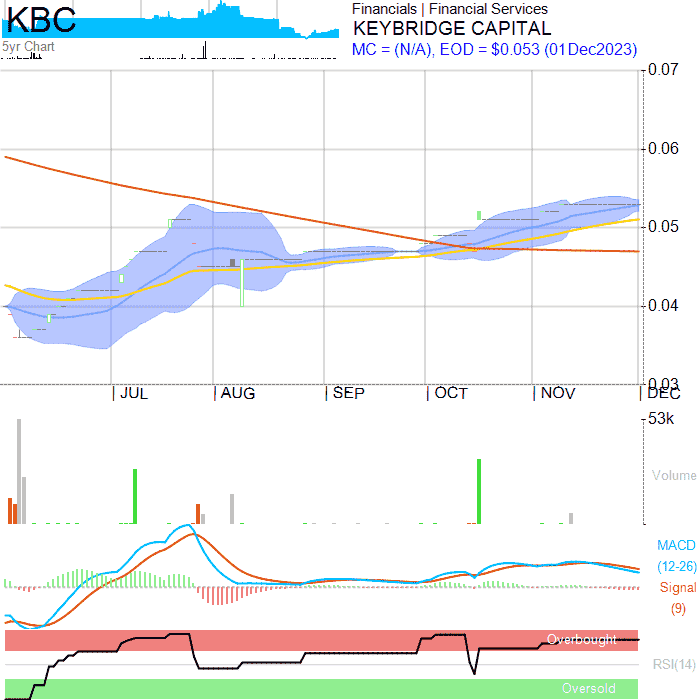 KBC
5yr Chart
Financials | Financial Services
KEYBRIDGE CAPITAL
MC = (N/A), EOD = $0.053 (01Dec2023)
0.07
0.06
0.05
0.04
0.03
JUL
AUG
SEP
OCT
NOV
DEC
53k
Volume
MACD
(12-26)
Signal
(9)
Overbought
RSI(14)
Oversold